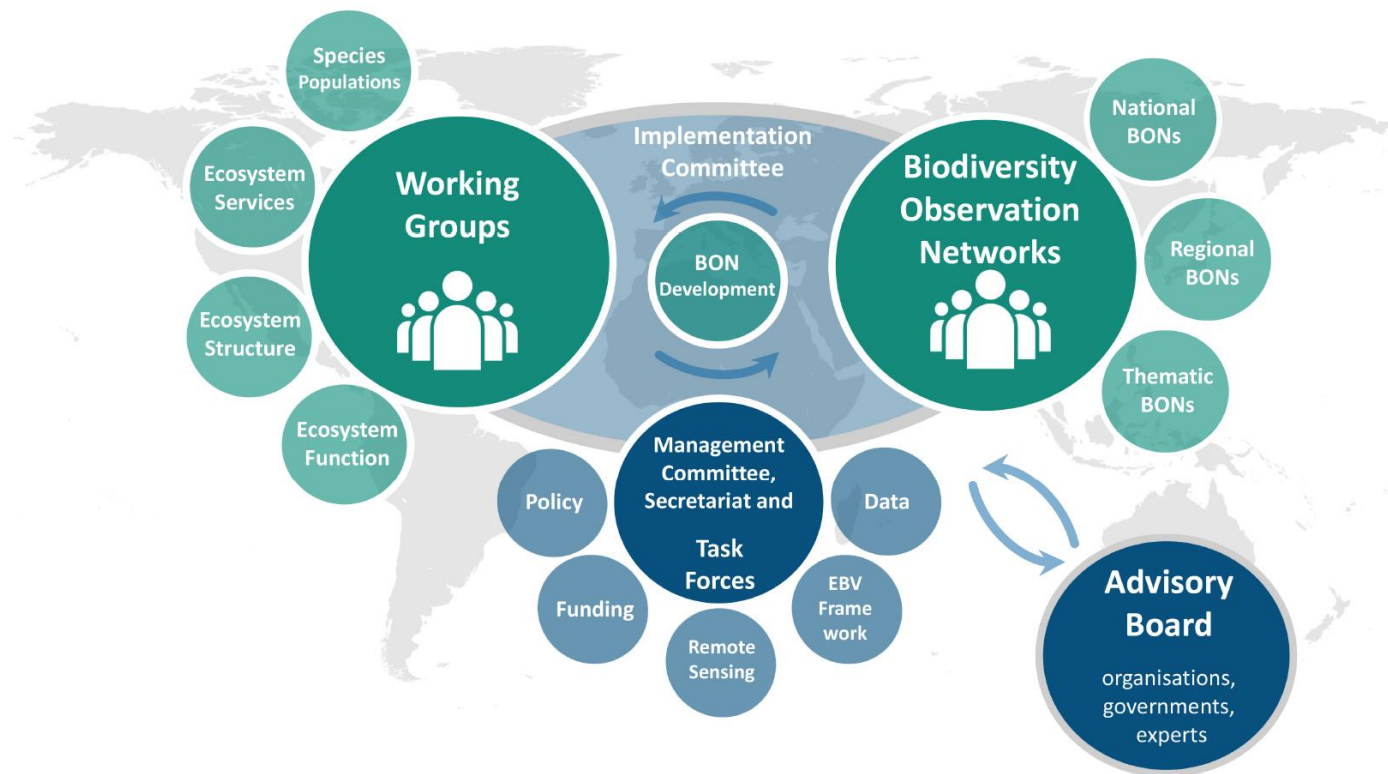 Species
Populations
Ecosystem
Services
Ecosystem
Structure
Ecosystem
Function
Working
Groups
Implementation
Committee
BON
Development
Biodiversity
Observation
Networks
National
BONs
Regional
BONs
Thematic
BONs
Management
Committee,
Secretariat and
Task
Forces
Policy
Funding
Remote
Sensing
EBV
Frame
work
Data
Advisory
Board
organisations,
governments,
experts